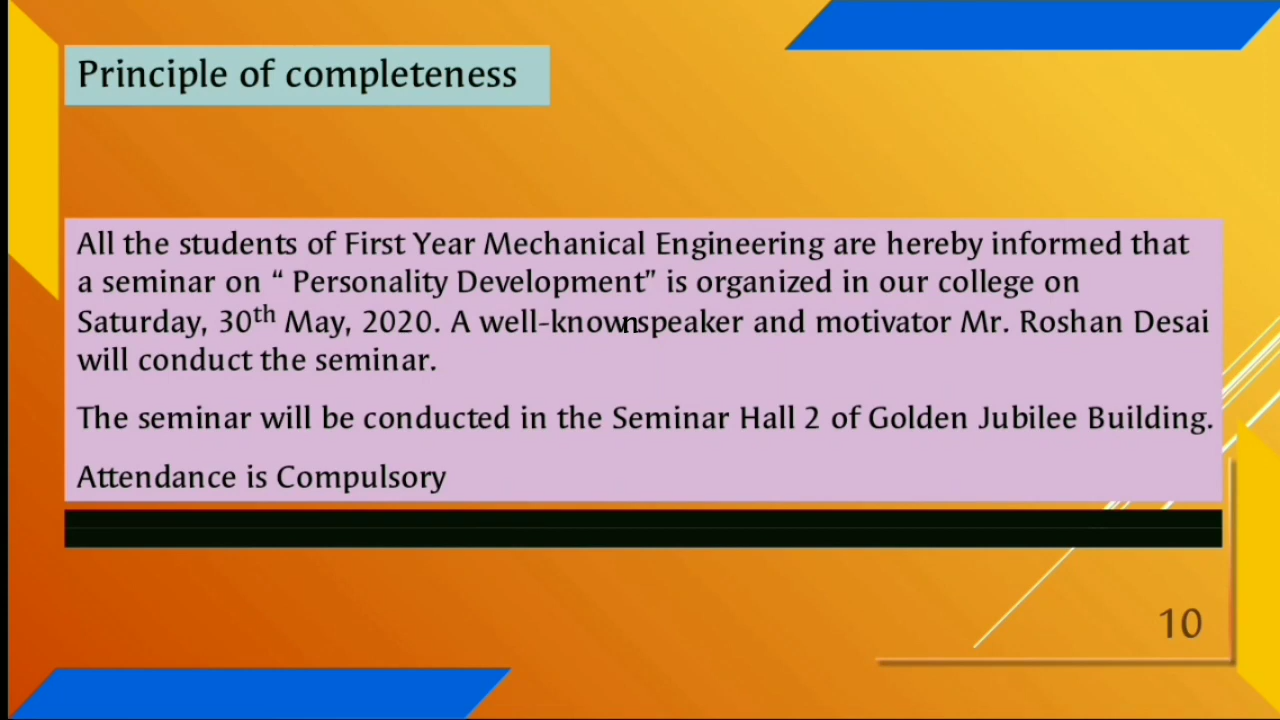 Principle of completeness
All the students of First Year Mechanical Engineering are hereby informed that
a seminar on “ Personality Development" is organized in our college on
Saturday, 30th May, 2020. A well-known speaker and motivator Mr. Roshan Desai
will conduct the seminar.
The seminar will be conducted in the Seminar Hall 2 of Golden Jubilee Building.
Attendance is Compulsory
10